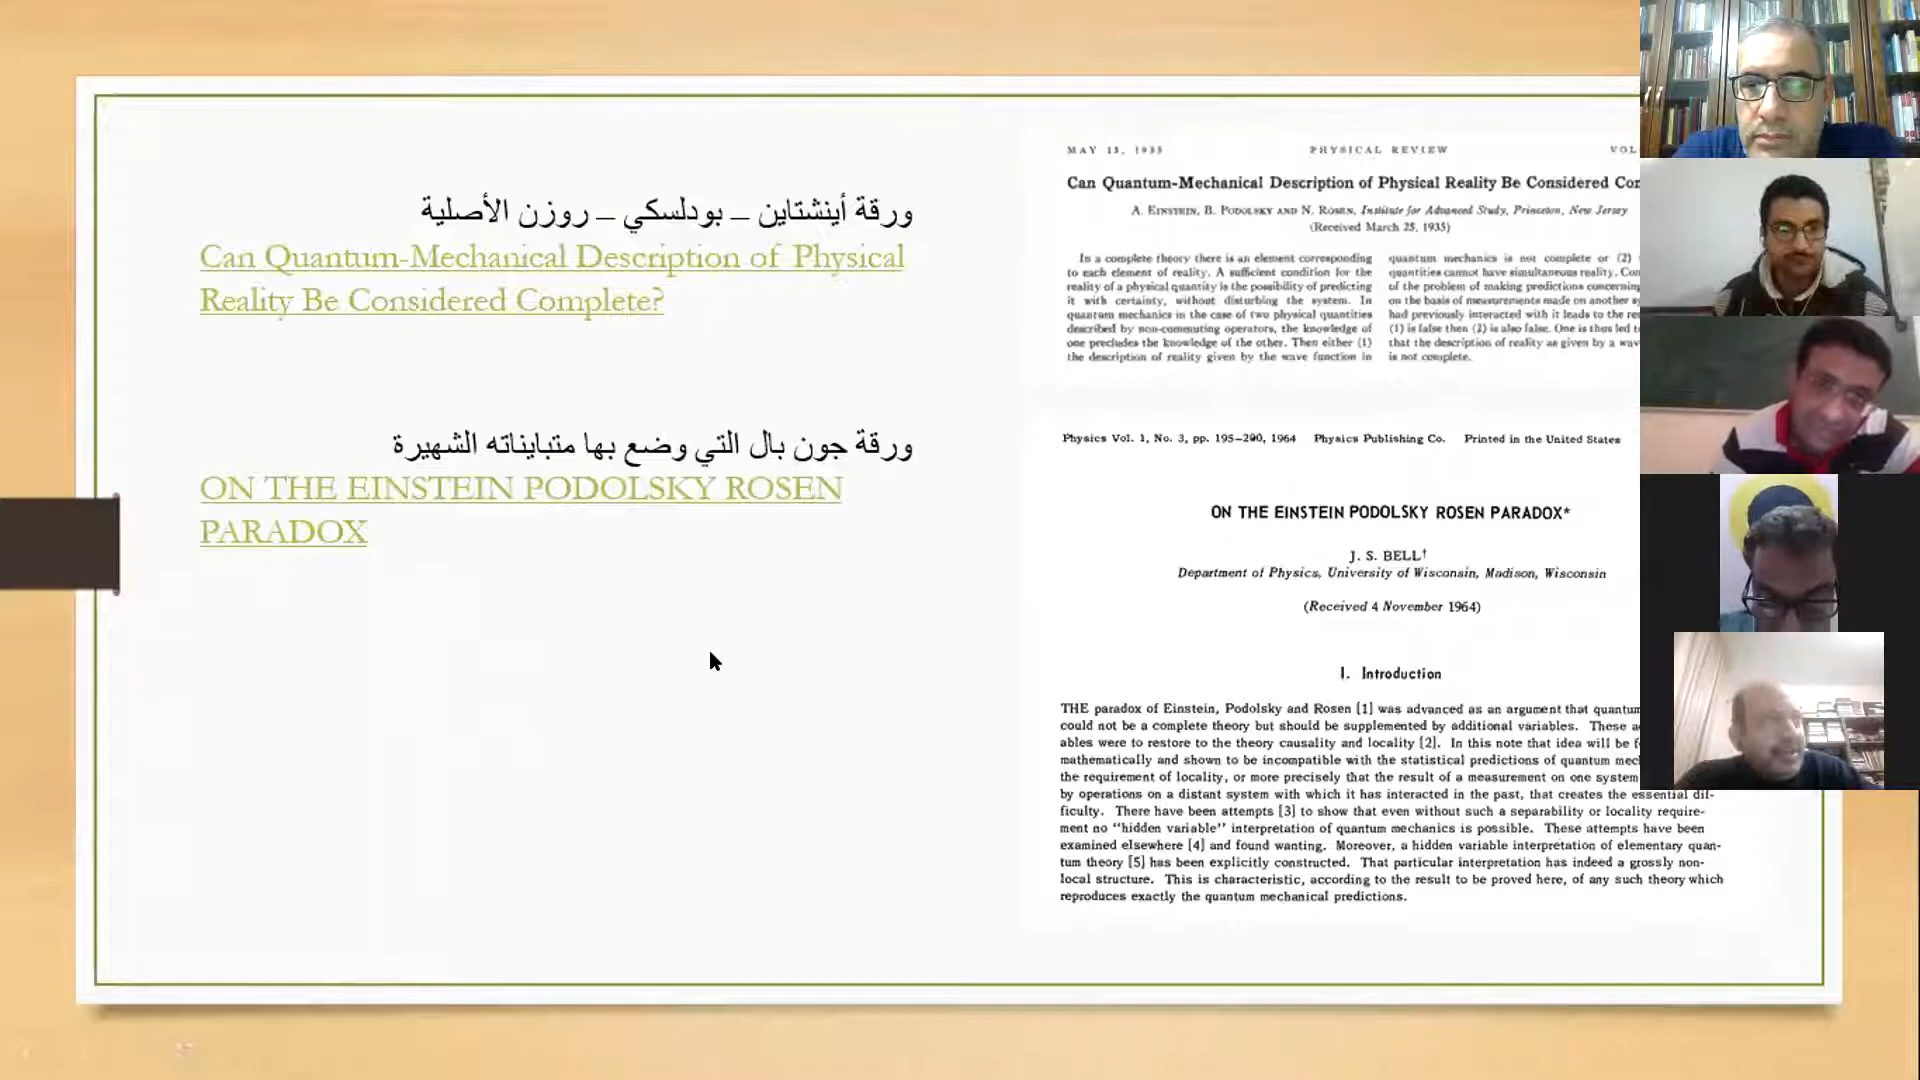 ورقة أينشتاين – بودلسكي – روزن الأصلية
Can Quantum-Mechanical Description of Physical
Reality Be Considered Complete?
ورقة جون بال التي وضع بها متبايناته الشهيرة
ON THE EINSTEIN PODOLSKY ROSEN
PARADOX
MAY 15, 1935 PHYSICAL REVIEW VOL
Can Quantum-Mechanical Description of Physical Reality Be Considered
A. EINSTEIN, B. PODOLSKY AND N. ROSEN, Institute for Advanced Study, Princeton, New Jersey
(Received March 25, 1935)
In a complete theory there is an element corresponding
to each element of reality. A sufficient condition for the
reality of a physical quantity is the possibility of predicting
it with certainty, without disturbing the system. In
quantum mechanics in the case of two physical quantities
described by non-commuting operators, the knowledge of
one precludes the knowledge of the other. Then either (1)
the description of reality given by the wave function in
quantum mechanics is not complete or (2)
quantities cannot have simultaneous reality.
of the problem of making predictions concerning
on the basis of measurements made on another
had previously interacted with it leads to the
(1) is false then (2) is also false. One is thus led
that the description of reality as given by a
is not complete.
Physics Vol. 1, No. 3, pp. 195–200, 1964 Physics Publishing Co. Printed in the United States
ON THE EINSTEIN PODOLSKY ROSEN PARADOX*
J. S. BELL†
Department of Physics, University of Wisconsin, Madison, Wisconsin
(Received 4 November 1964)
I. Introduction
THE paradox of Einstein, Podolsky and Rosen [1] was advanced as an argument that quantum
could not be a complete theory but should be supplemented by additional variables. These
ables were to restore to the theory causality and locality [2]. In this note that idea will be
mathematically and shown to be incompatible with the statistical predictions of quantum
the requirement of locality, or more precisely that the result of a measurement on one system
by operations on a distant system with which it has interacted in the past, that creates the essential dif-
ficulty. There have been attempts [3] to show that even without such a separability or locality require-
ment no "hidden variable" interpretation of quantum mechanics is possible. These attempts have been
examined elsewhere [4] and found wanting. Moreover, a hidden variable interpretation of elementary quan-
tum theory [5] has been explicitly constructed. That particular interpretation has indeed a grossly non-
local structure. This is characteristic, according to the result to be proved here, of any such theory which
reproduces exactly the quantum mechanical predictions.